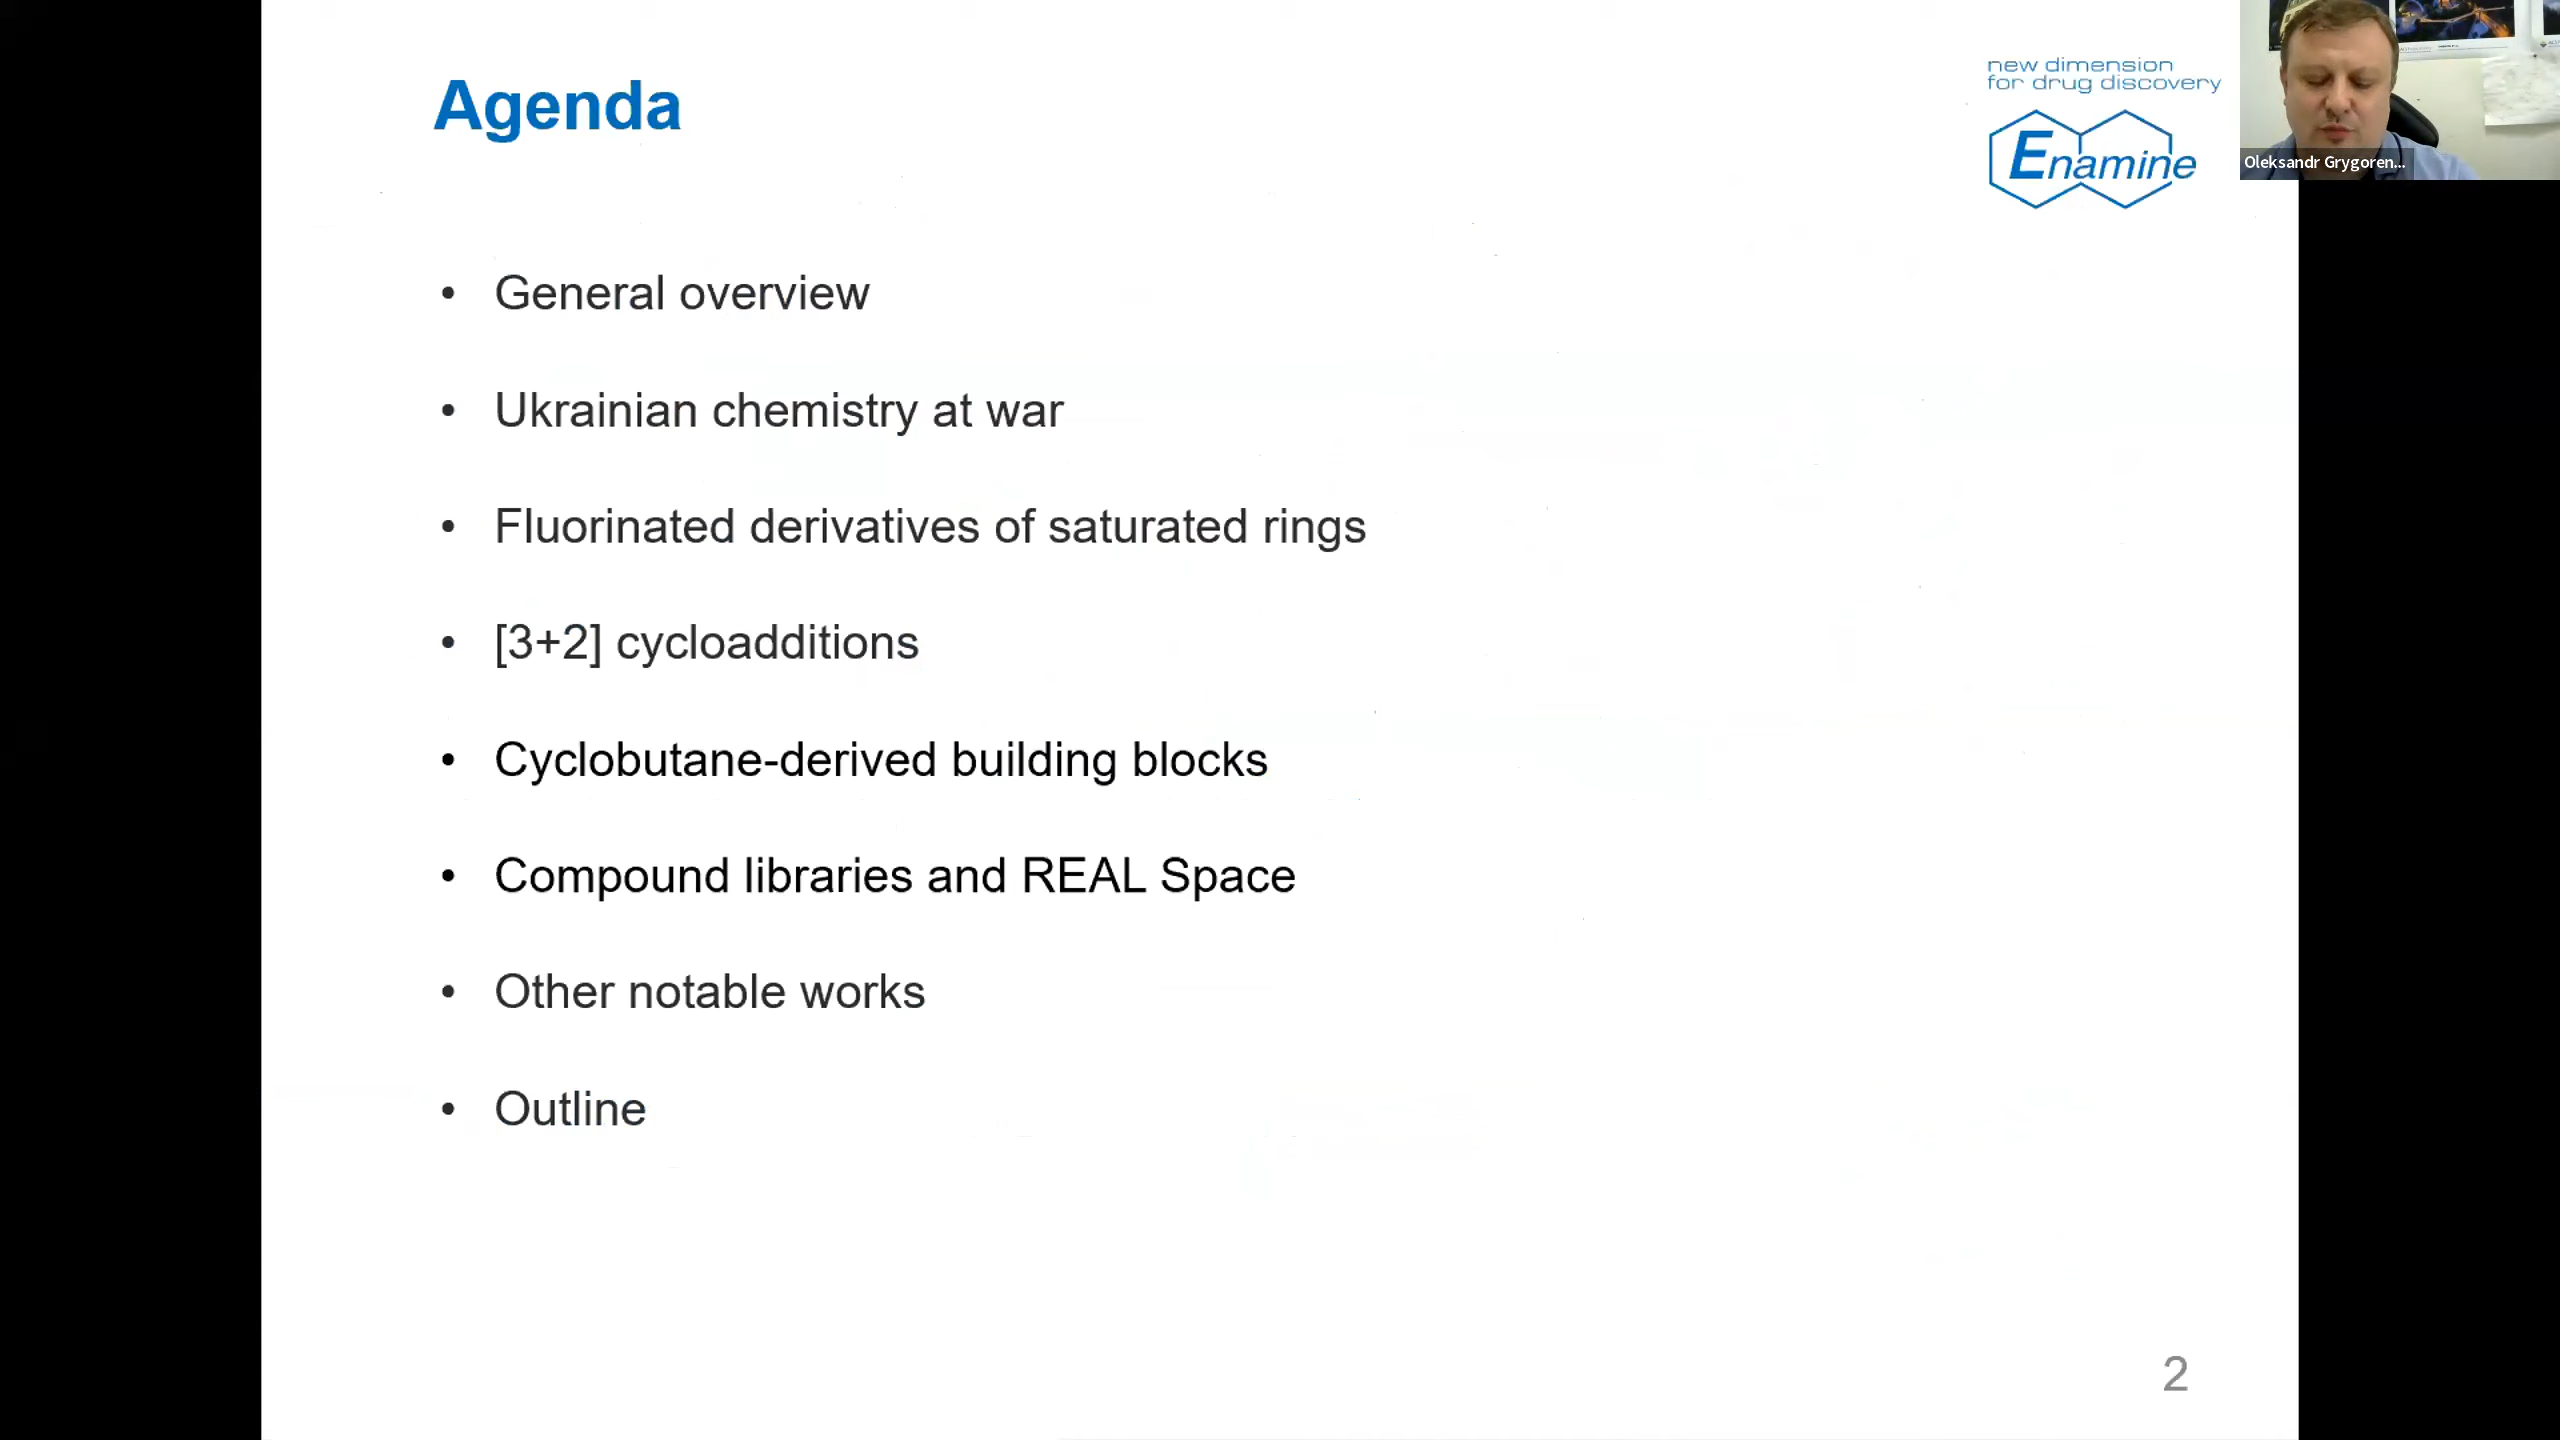 Agenda
new dimension
for drug discovery
Enamine
Oleksandr Grygoren...
• General overview
• Ukrainian chemistry at war
• Fluorinated derivatives of saturated rings
• [3+2] cycloadditions
• Cyclobutane-derived building blocks
• Compound libraries and REAL Space
• Other notable works
• Outline
2